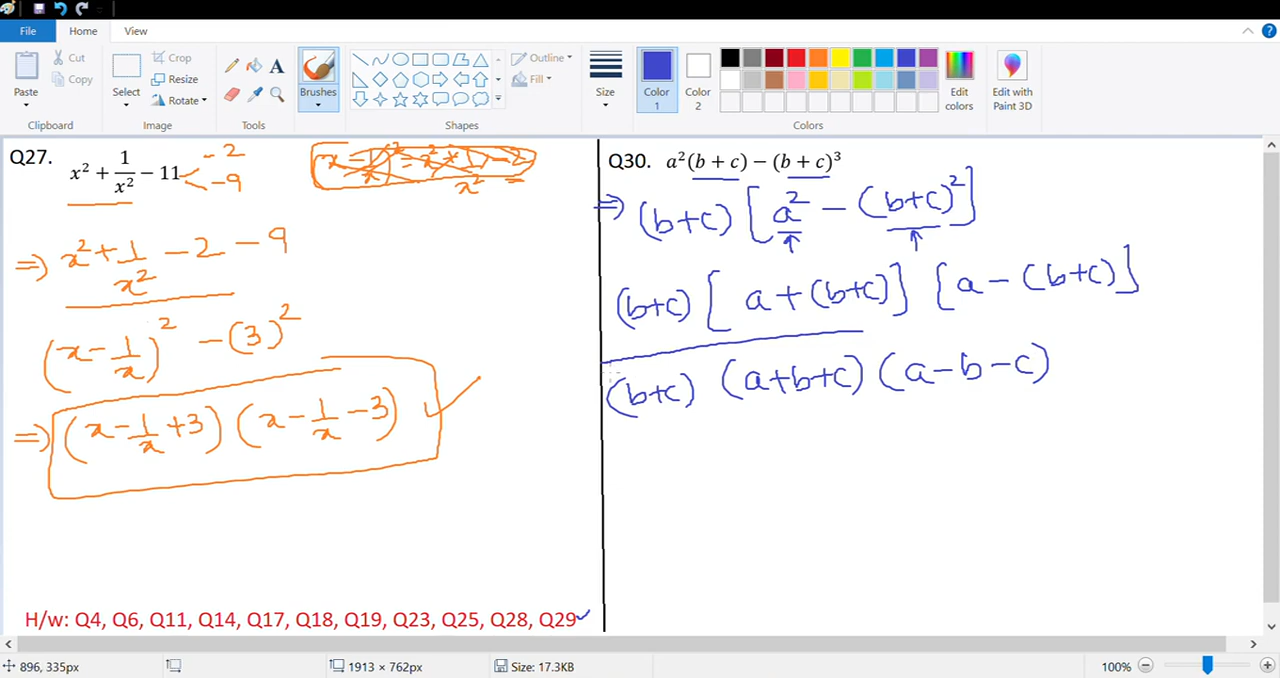 File Home View
Paste Cut Copy Clipboard
Select Crop Resize Rotate Image
Tools
Brushes
Outline Fill Shapes
Size
Color 1 Color 2 Edit colors Edit with Paint 3D Colors
Q27. x² + 1/x² − 11
-2
-9
=) x² + 1/x² - 2 - 9
(x - 1/x)² - (3)²
=) (x - 1/x + 3) (x - 1/x - 3)
H/w: Q4, Q6, Q11, Q14, Q17, Q18, Q19, Q23, Q25, Q28, Q29
Q30. a²(b + c) − (b + c)³
=) (b+c) [a² - (b+c)²]
(b+c) [a + (b+c)] [a - (b+c)]
(b+c) (a+b+c) (a-b-c)
896, 335px 1913 × 762px Size: 17.3KB 100%